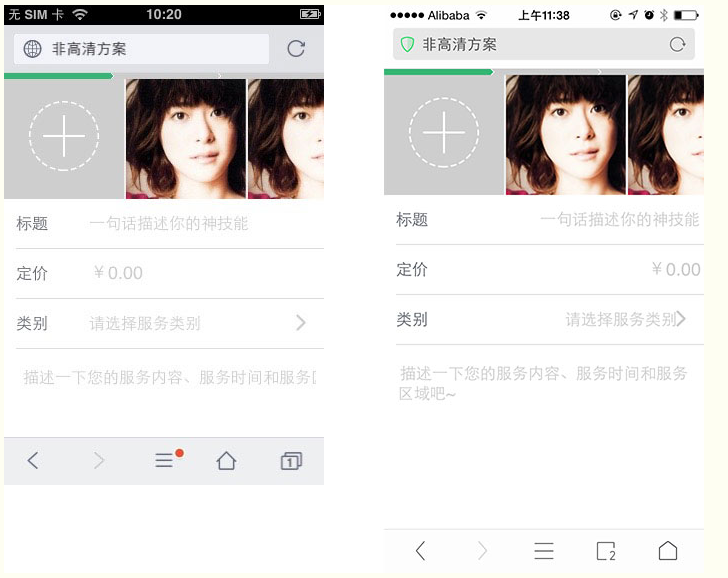 无 SIM 卡 10:20
非高清方案
标题 一句话描述你的神技能
定价 ￥0.00
类别 请选择服务类别
描述一下您的服务内容、服务时间和服务
1
Alibaba 上午11:38
非高清方案
标题 一句话描述你的神技能
定价 ￥0.00
类别 请选择服务类别
描述一下您的服务内容、服务时间和服务
区域吧~
2